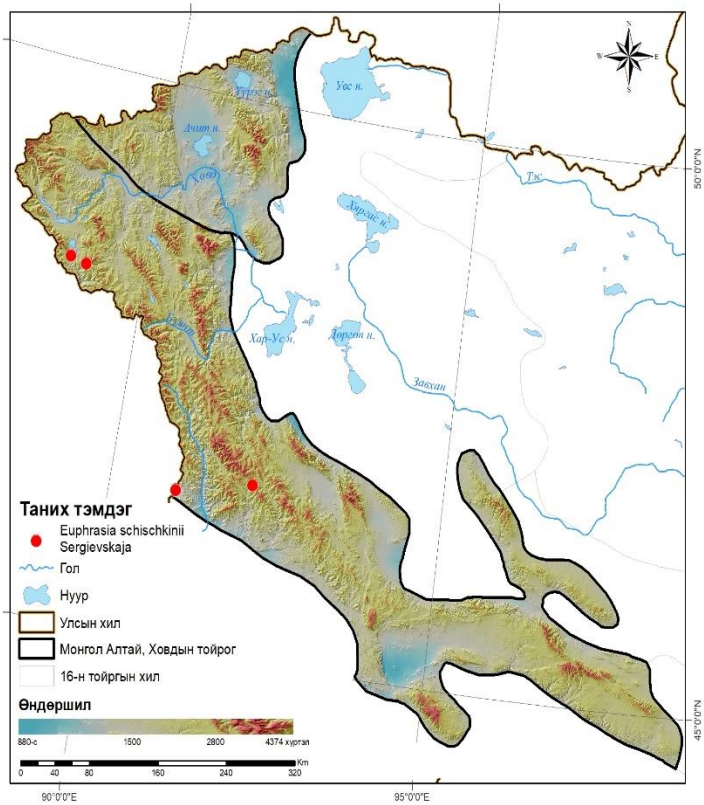 N
W
E
S
Үүрэг н.
Увс н.
Ачит н.
Ховд
Тэс
50°0'0"N
Хяргас н.
Хар-Ус н.
Дөргөн н.
Завхан
Таних тэмдэг
Euphrasia schischkinii
Sergievskaja
Гол
Нуур
Улсын хил
Монгол Алтай, Ховдын тойрог
16-н тойргын хил
Өндөршил
880-с
1500
2800
4374 хүртэл
Km
0 40 80 160 240 320
45°0'0"N
90°0'0"E
95°0'0"E